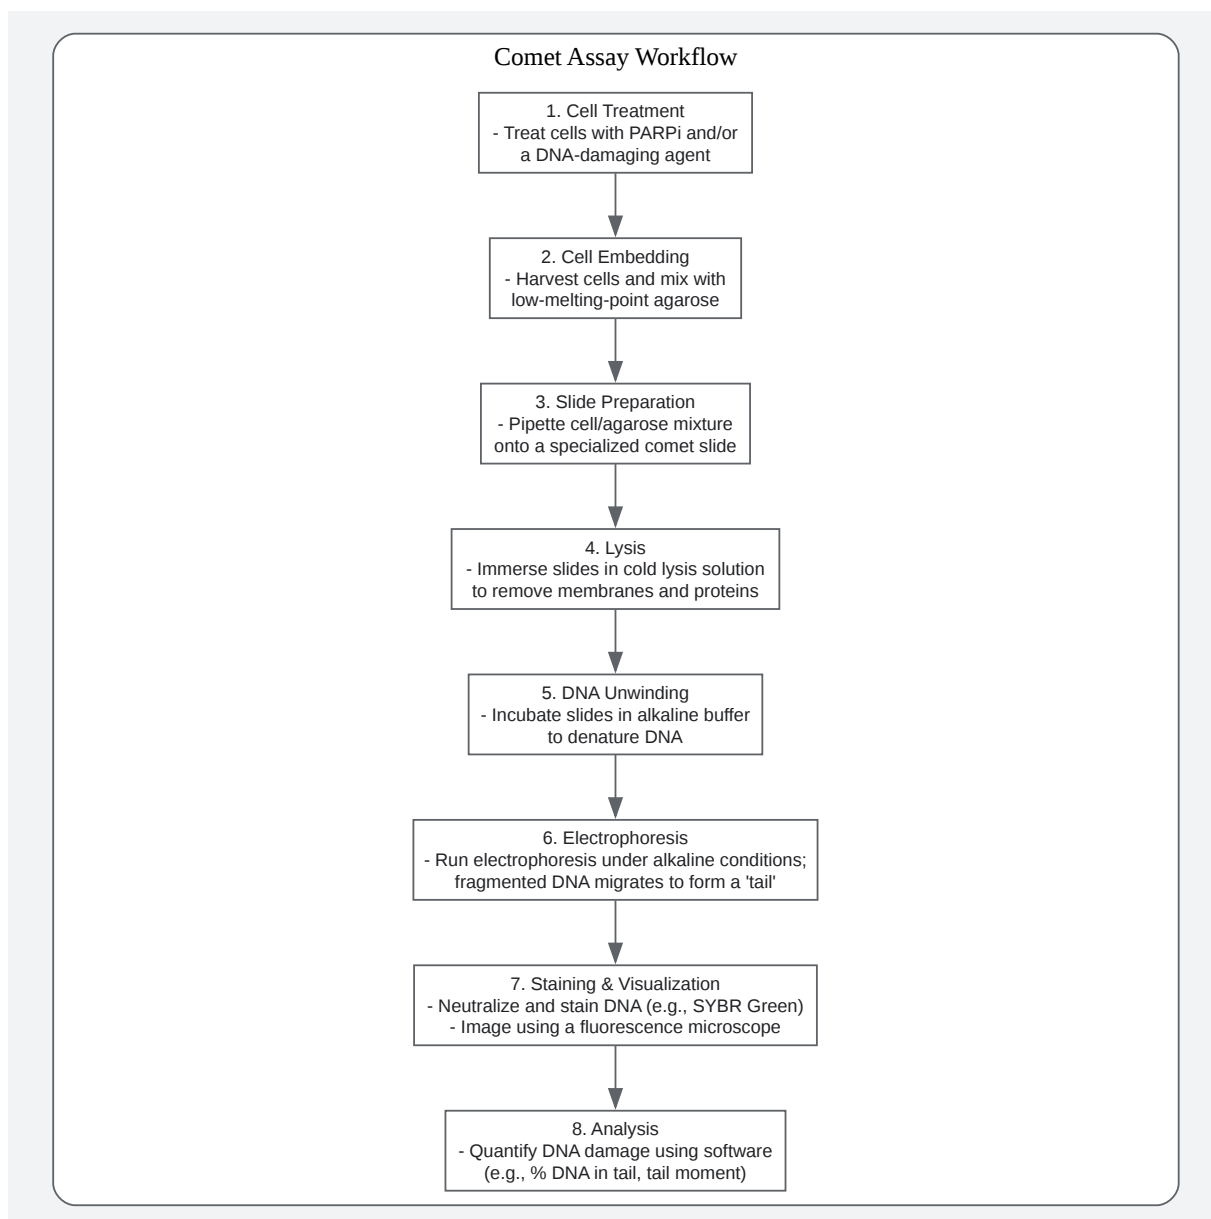 Comet Assay Workflow
1. Cell Treatment
- Treat cells with PARPi and/or
a DNA-damaging agent
2. Cell Embedding
- Harvest cells and mix with
low-melting-point agarose
3. Slide Preparation
- Pipette cell/agarose mixture
onto a specialized comet slide
4. Lysis
- Immerse slides in cold lysis solution
to remove membranes and proteins
5. DNA Unwinding
- Incubate slides in alkaline buffer
to denature DNA
6. Electrophoresis
- Run electrophoresis under alkaline conditions;
fragmented DNA migrates to form a 'tail'
7. Staining & Visualization
- Neutralize and stain DNA (e.g., SYBR Green)
- Image using a fluorescence microscope
8. Analysis
- Quantify DNA damage using software
(e.g., % DNA in tail, tail moment)